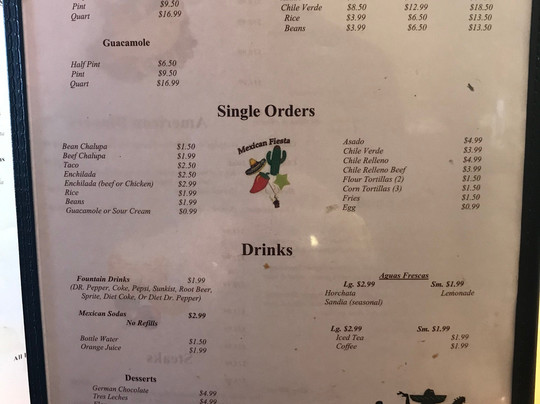 Pint $9.50
Quart $16.99
Chile Verde $8.50 $12.99 $18.50
Rice $3.99 $6.50 $13.50
Beans $3.99 $6.50 $13.50
Guacamole
Half Pint $6.50
Pint $9.50
Quart $16.99
Single Orders
Mexican Fiesta
Bean Chalupa $1.50
Beef Chalupa $1.99
Taco $2.50
Enchilada $2.50
Enchilada (beef or Chicken) $2.99
Rice $1.99
Beans $1.99
Guacamole or Sour Cream $0.99
Asado $4.99
Chile Verde $3.99
Chile Relleno $4.99
Chile Relleno Beef $3.99
Flour Tortillas (2) $1.50
Corn Tortillas (3) $1.50
Fries $1.50
Egg $0.99
Drinks
Fountain Drinks $1.99
(DR. Pepper, Coke, Pepsi, Sunkist, Root Beer,
Sprite, Diet Coke, Or Diet Dr. Pepper)
Mexican Sodas $2.99
No Refills
Bottle Water $1.50
Orange Juice $1.99
Aguas Frescas
Lg. $2.99 Sm. $1.99
Horchata Lemonade
Sandia (seasonal)
Lg. $2.99 Sm. $1.99
Iced Tea $1.99
Coffee $1.99
Desserts
German Chocolate $4.99
Tres Leches $4.99